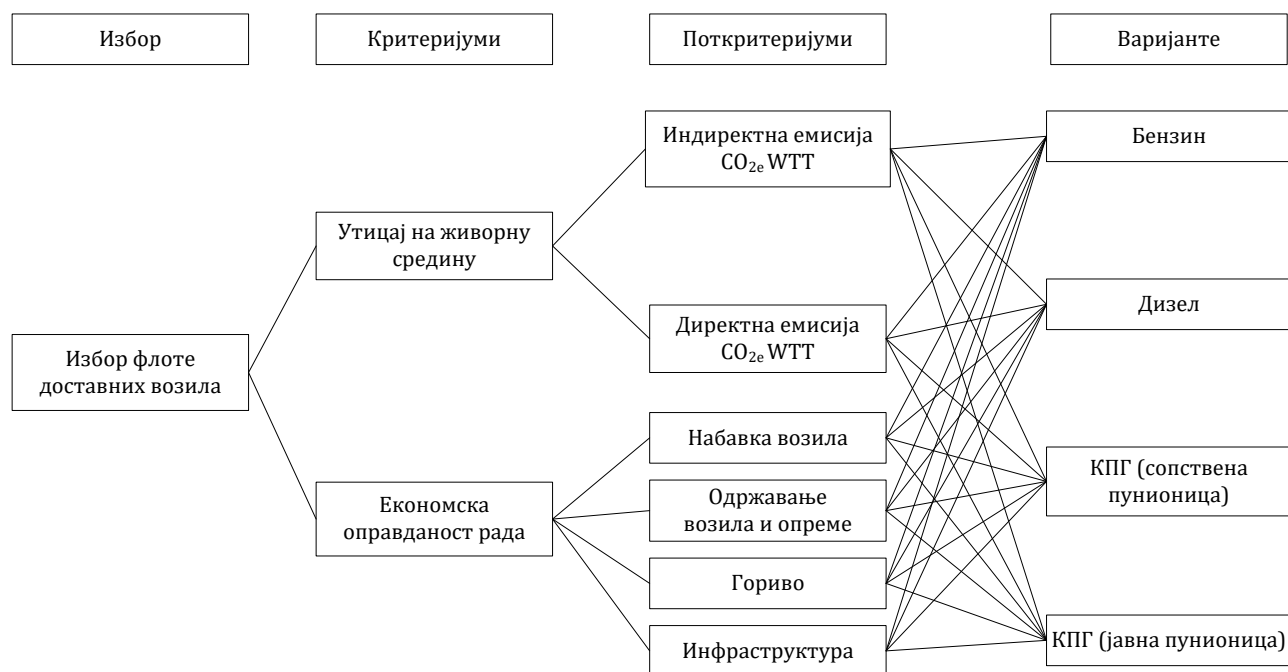 Избор
Критеријуми
Поткритеријуми
Варијанте
Избор флоте
доставних возила
Утицај на живорну
средину
Економска
оправданост рада
Индиректна емисија
CO₂ₑ WTT
Директна емисија
CO₂ₑ WTT
Набавка возила
Одржавање
возила и опреме
Гориво
Инфраструктура
Бензин
Дизел
КПГ (сопствена
пунионица)
КПГ (јавна пунионица)